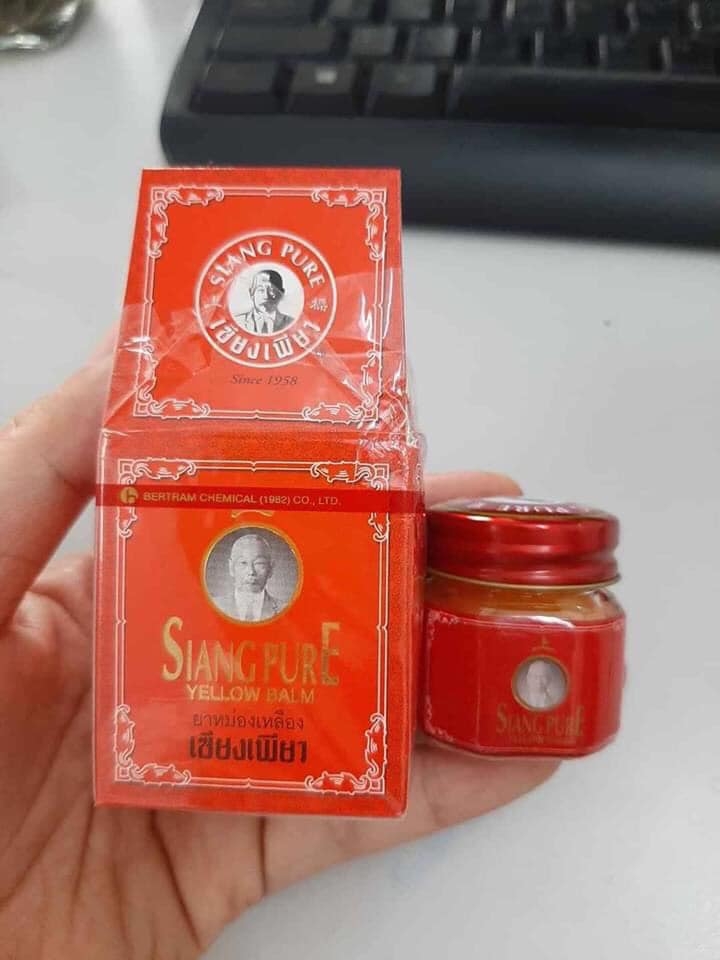 SIANG PURE
เซียงเพียว
Since 1958
BERTRAM CHEMICAL (1982) CO., LTD.
SIANG PURE
YELLOW BALM
ยาหม่องเหลือง
เซียงเพียว
SIANG PURE